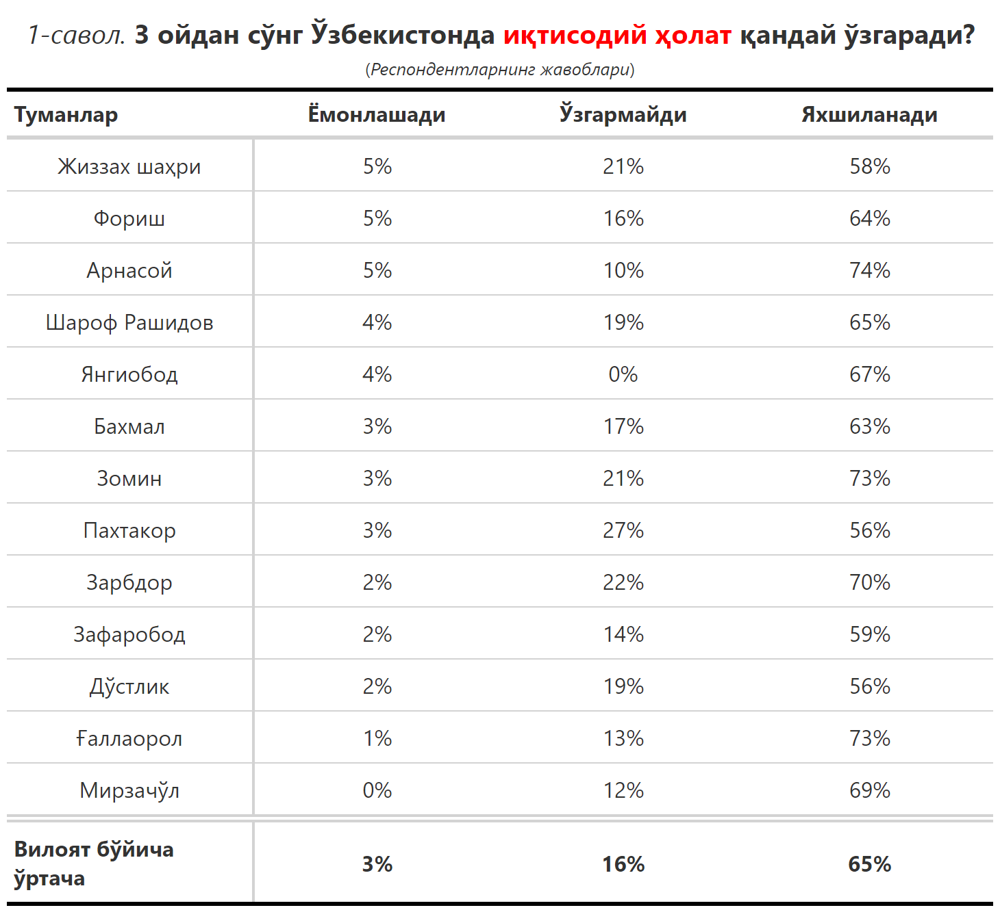 1-савол. 3 ойдан сўнг Ўзбекистонда иқтисодий ҳолат қандай ўзгаради?
(Респондентларнинг жавоблари)
Туманлар Ёмонлашади Ўзгармайди Яхшиланади
Жиззах шаҳри 5% 21% 58%
Фориш 5% 16% 64%
Арнасой 5% 10% 74%
Шароф Рашидов 4% 19% 65%
Янгиобод 4% 0% 67%
Бахмал 3% 17% 63%
Зомин 3% 21% 73%
Пахтакор 3% 27% 56%
Зарбдор 2% 22% 70%
Зафаробод 2% 14% 59%
Дўстлик 2% 19% 56%
Ғаллаорол 1% 13% 73%
Мирзачўл 0% 12% 69%
Вилоят бўйича
ўртача 3% 16% 65%